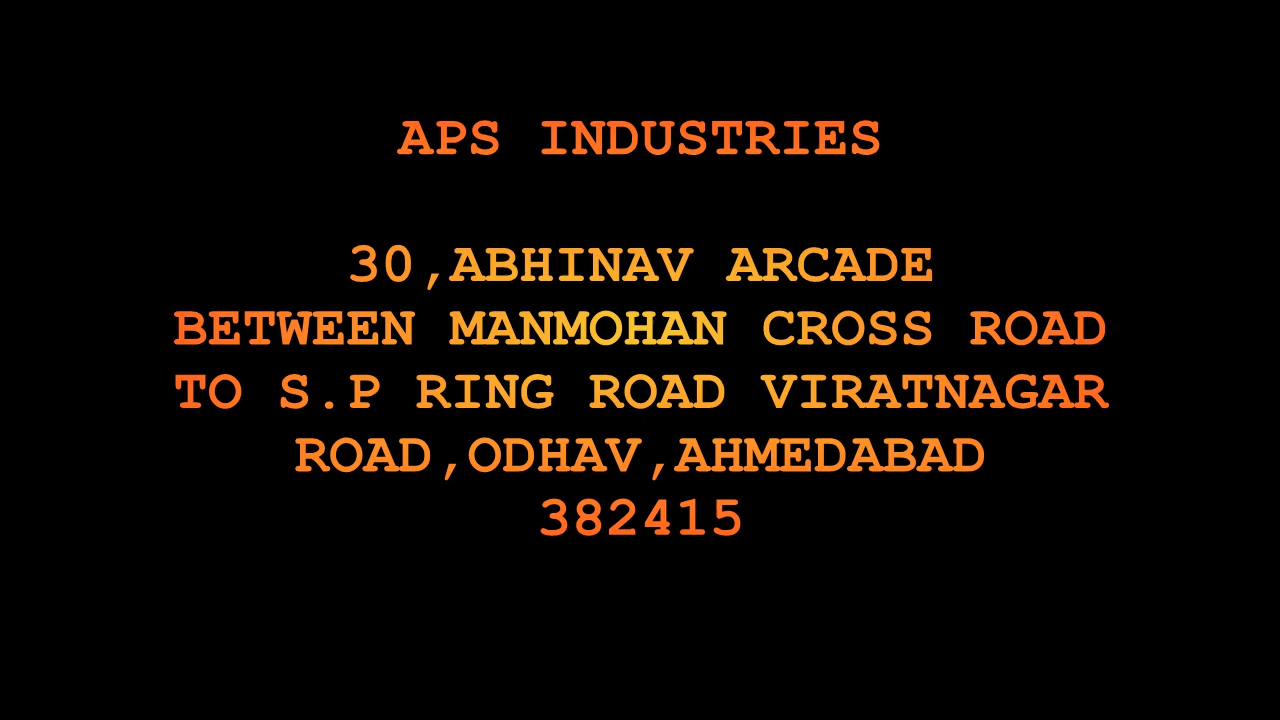 APS INDUSTRIES
30,ABHINAV ARCADE
BETWEEN MANMOHAN CROSS ROAD
TO S.P RING ROAD VIRATNAGAR
ROAD,ODHAV,AHMEDABAD
382415